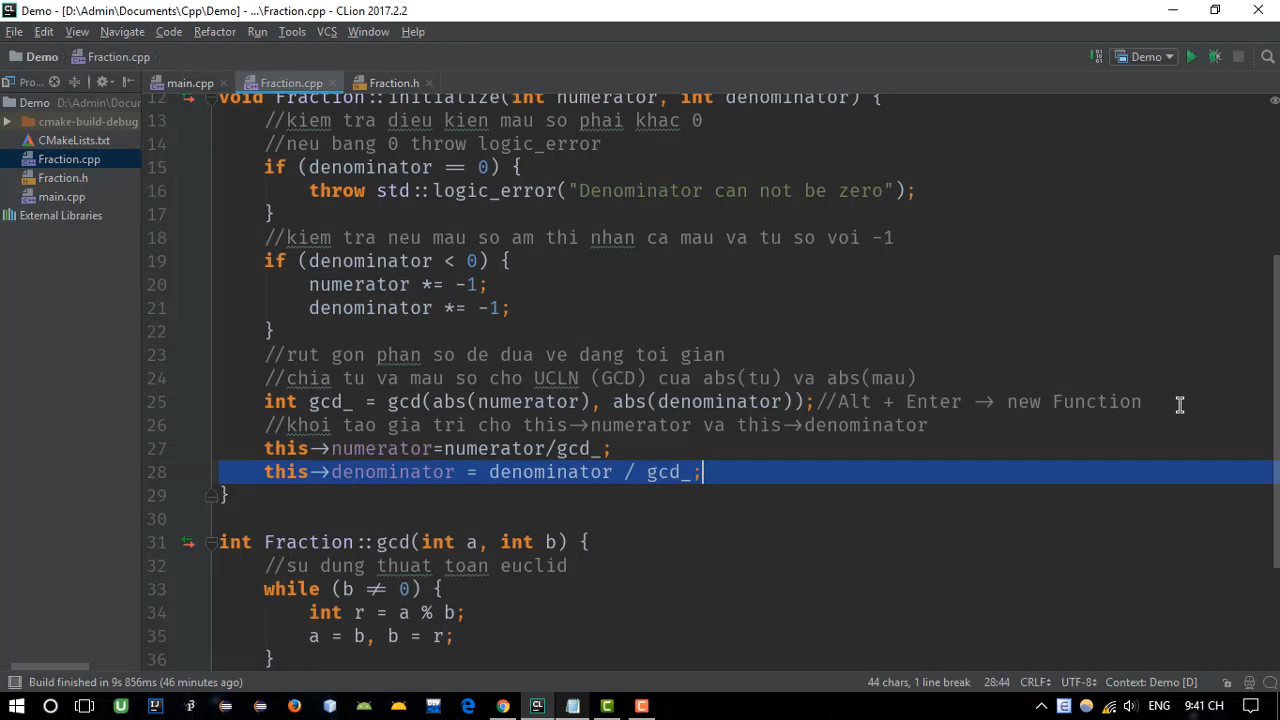 Demo - [D:\Admin\Documents\Cpp\Demo] - ...\Fraction.cpp - CLion 2017.2.2
File Edit View Navigate Code Refactor Run Tools VCS Window Help
Demo Fraction.cpp Demo
Pro... main.cpp Fraction.cpp Fraction.h
Demo D:\Admin\Docur
cmake-build-debug
CMakeLists.txt
Fraction.cpp
Fraction.h
main.cpp
External Libraries
12 void Fraction::initialize(int numerator, int denominator) {
13 //kiem tra dieu kien mau so phai khac 0
14 //neu bang 0 throw logic_error
15 if (denominator == 0) {
16 throw std::logic_error("Denominator can not be zero");
17 }
18 //kiem tra neu mau so am thi nhan ca mau va tu so voi -1
19 if (denominator < 0) {
20 numerator *= -1;
21 denominator *= -1;
22 }
23 //rut gon phan so de dua ve dang toi gian
24 //chia tu va mau so cho UCLN (GCD) cua abs(tu) va abs(mau)
25 int gcd_ = gcd(abs(numerator), abs(denominator));//Alt + Enter -> new Function
26 //khoi tao gia tri cho this->numerator va this->denominator
27 this->numerator=numerator/gcd_;
28 this->denominator = denominator / gcd_;
29 }
30
31 int Fraction::gcd(int a, int b) {
32 //su dung thuat toan euclid
33 while (b != 0) {
34 int r = a % b;
35 a = b, b = r;
36 }
Build finished in 9s 856ms (46 minutes ago) 44 chars, 1 line break 28:44 CRLF÷ UTF-8÷ Context: Demo [D]
ENG 9:41 CH